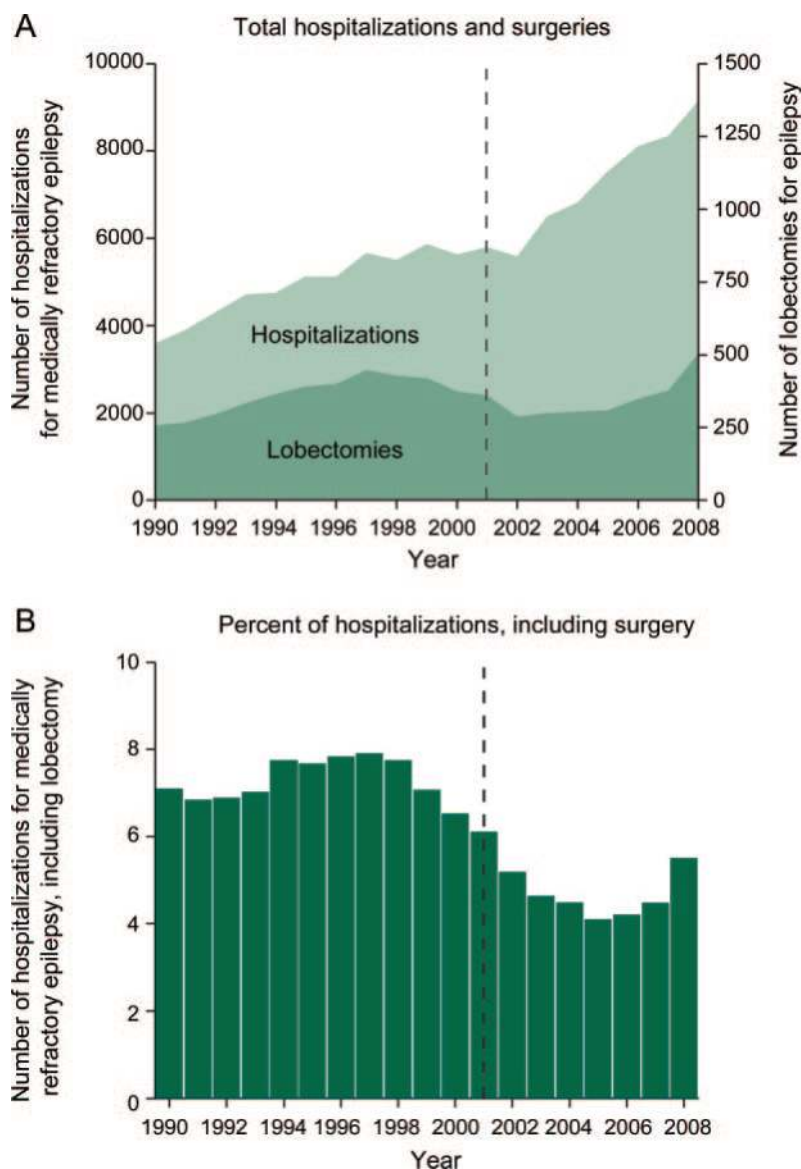 A
Total hospitalizations and surgeries
Number of hospitalizations
for medically refractory epilepsy
10000
8000
6000
4000
2000
0
Hospitalizations
Lobectomies
1500
1250
1000
750
500
250
0
Number of lobectomies for epilepsy
1990 1992 1994 1996 1998 2000 2002 2004 2006 2008
Year
B
Percent of hospitalizations, including surgery
Number of hospitalizations for medically
refractory epilepsy, including lobectomy
10
8
6
4
2
0
1990 1992 1994 1996 1998 2000 2002 2004 2006 2008
Year